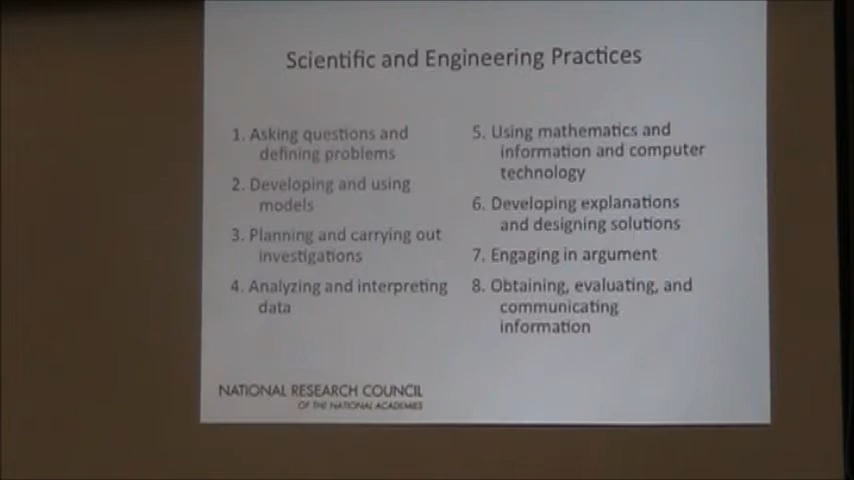 Scientific and Engineering Practices
1. Asking questions and
defining problems
2. Developing and using
models
3. Planning and carrying out
investigations
4. Analyzing and interpreting
data
5. Using mathematics and
information and computer
technology
6. Developing explanations
and designing solutions
7. Engaging in argument
8. Obtaining, evaluating, and
communicating
information
NATIONAL RESEARCH COUNCIL
OF THE NATIONAL ACADEMIES